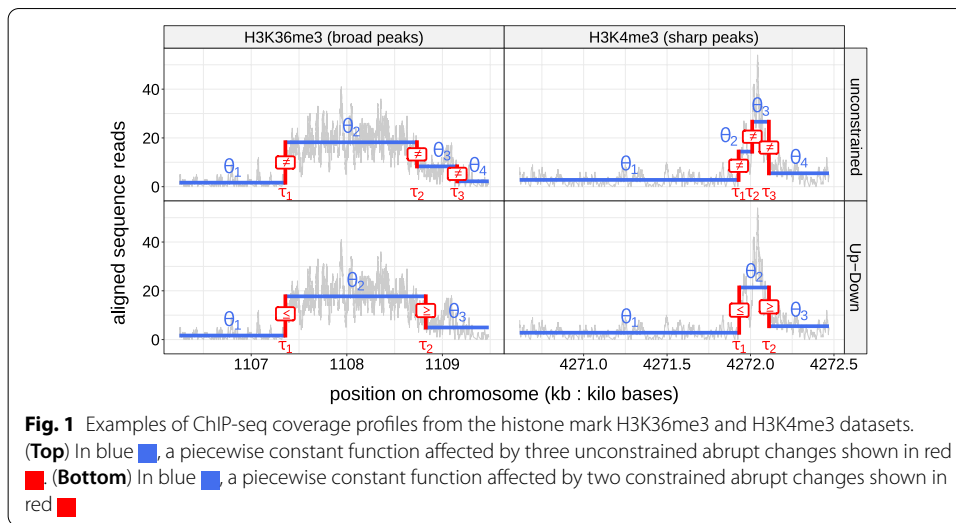 H3K36me3 (broad peaks) H3K4me3 (sharp peaks)
aligned sequence reads
40
20
0
θ1 ≠ τ1 θ2 ≠ τ2 θ3 ≠ τ3 θ4
θ1 ≠ τ1 θ2 ≠ τ2 θ3 ≠ τ3 θ4
unconstrained
40
20
0
θ1 ≤ τ1 θ2 ≥ τ2 θ3
θ1 ≤ τ1 θ2 ≥ τ2 θ3
Up−Down
1107 1108 1109 4271.0 4271.5 4272.0 4272.5
position on chromosome (kb : kilo bases)
Fig. 1 Examples of ChIP-seq coverage profiles from the histone mark H3K36me3 and H3K4me3 datasets.
(Top) In blue , a piecewise constant function affected by three unconstrained abrupt changes shown in red
. (Bottom) In blue , a piecewise constant function affected by two constrained abrupt changes shown in
red